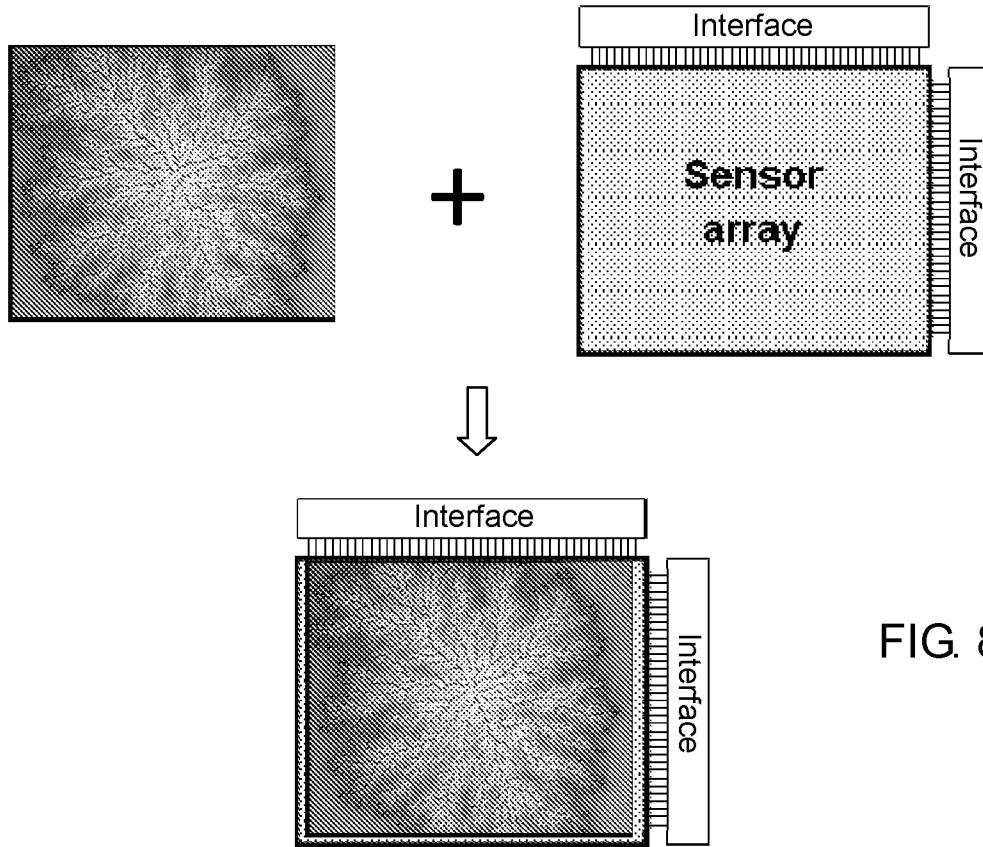 Interface
Sensor
array
Interface
Interface
Interface
FIG. 8